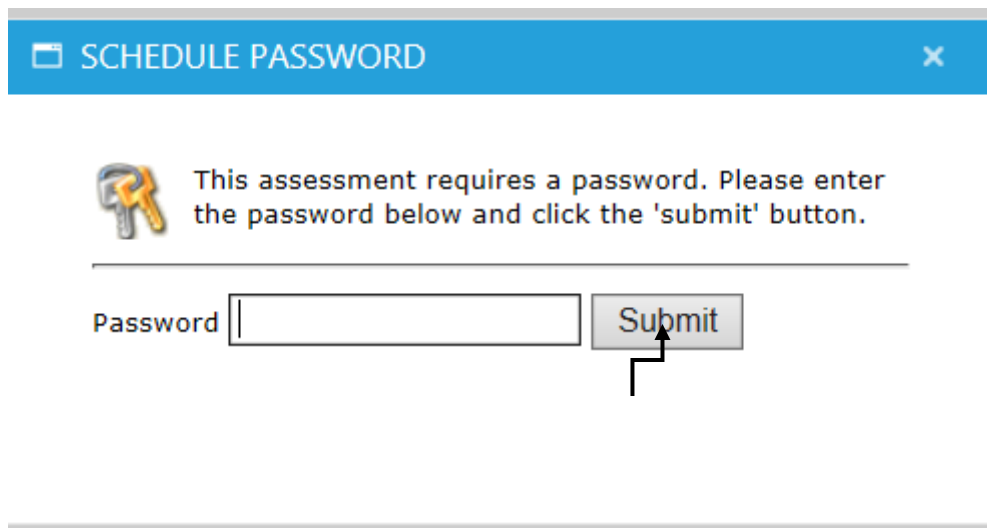 SCHEDULE PASSWORD
This assessment requires a password. Please enter
the password below and click the 'submit' button.
Password Submit